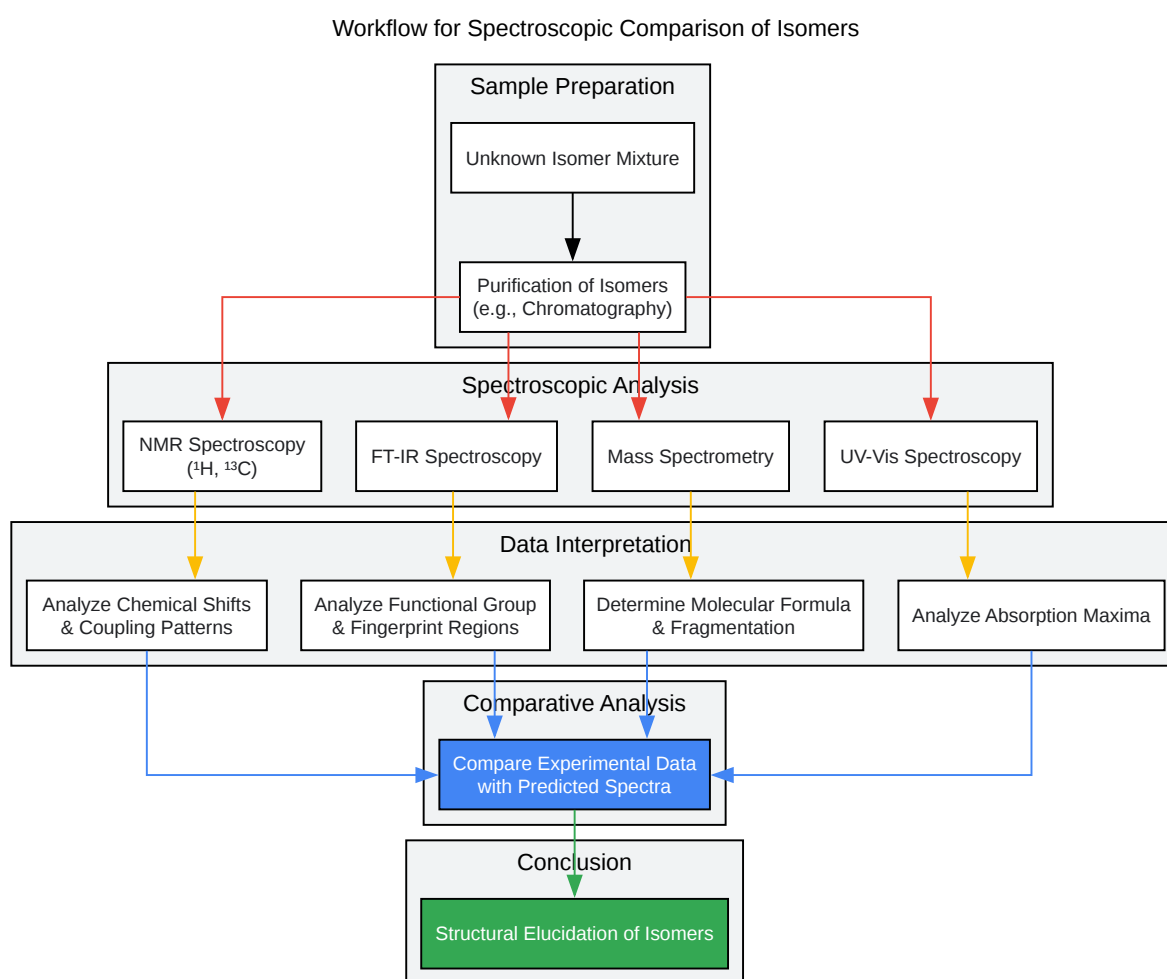 Workflow for Spectroscopic Comparison of Isomers
Sample Preparation
Unknown Isomer Mixture
Purification of Isomers
(e.g., Chromatography)
Spectroscopic Analysis
NMR Spectroscopy
(¹H, ¹³C)
FT-IR Spectroscopy
Mass Spectrometry
UV-Vis Spectroscopy
Data Interpretation
Analyze Chemical Shifts
& Coupling Patterns
Analyze Functional Group
& Fingerprint Regions
Determine Molecular Formula
& Fragmentation
Analyze Absorption Maxima
Comparative Analysis
Compare Experimental Data
with Predicted Spectra
Conclusion
Structural Elucidation of Isomers